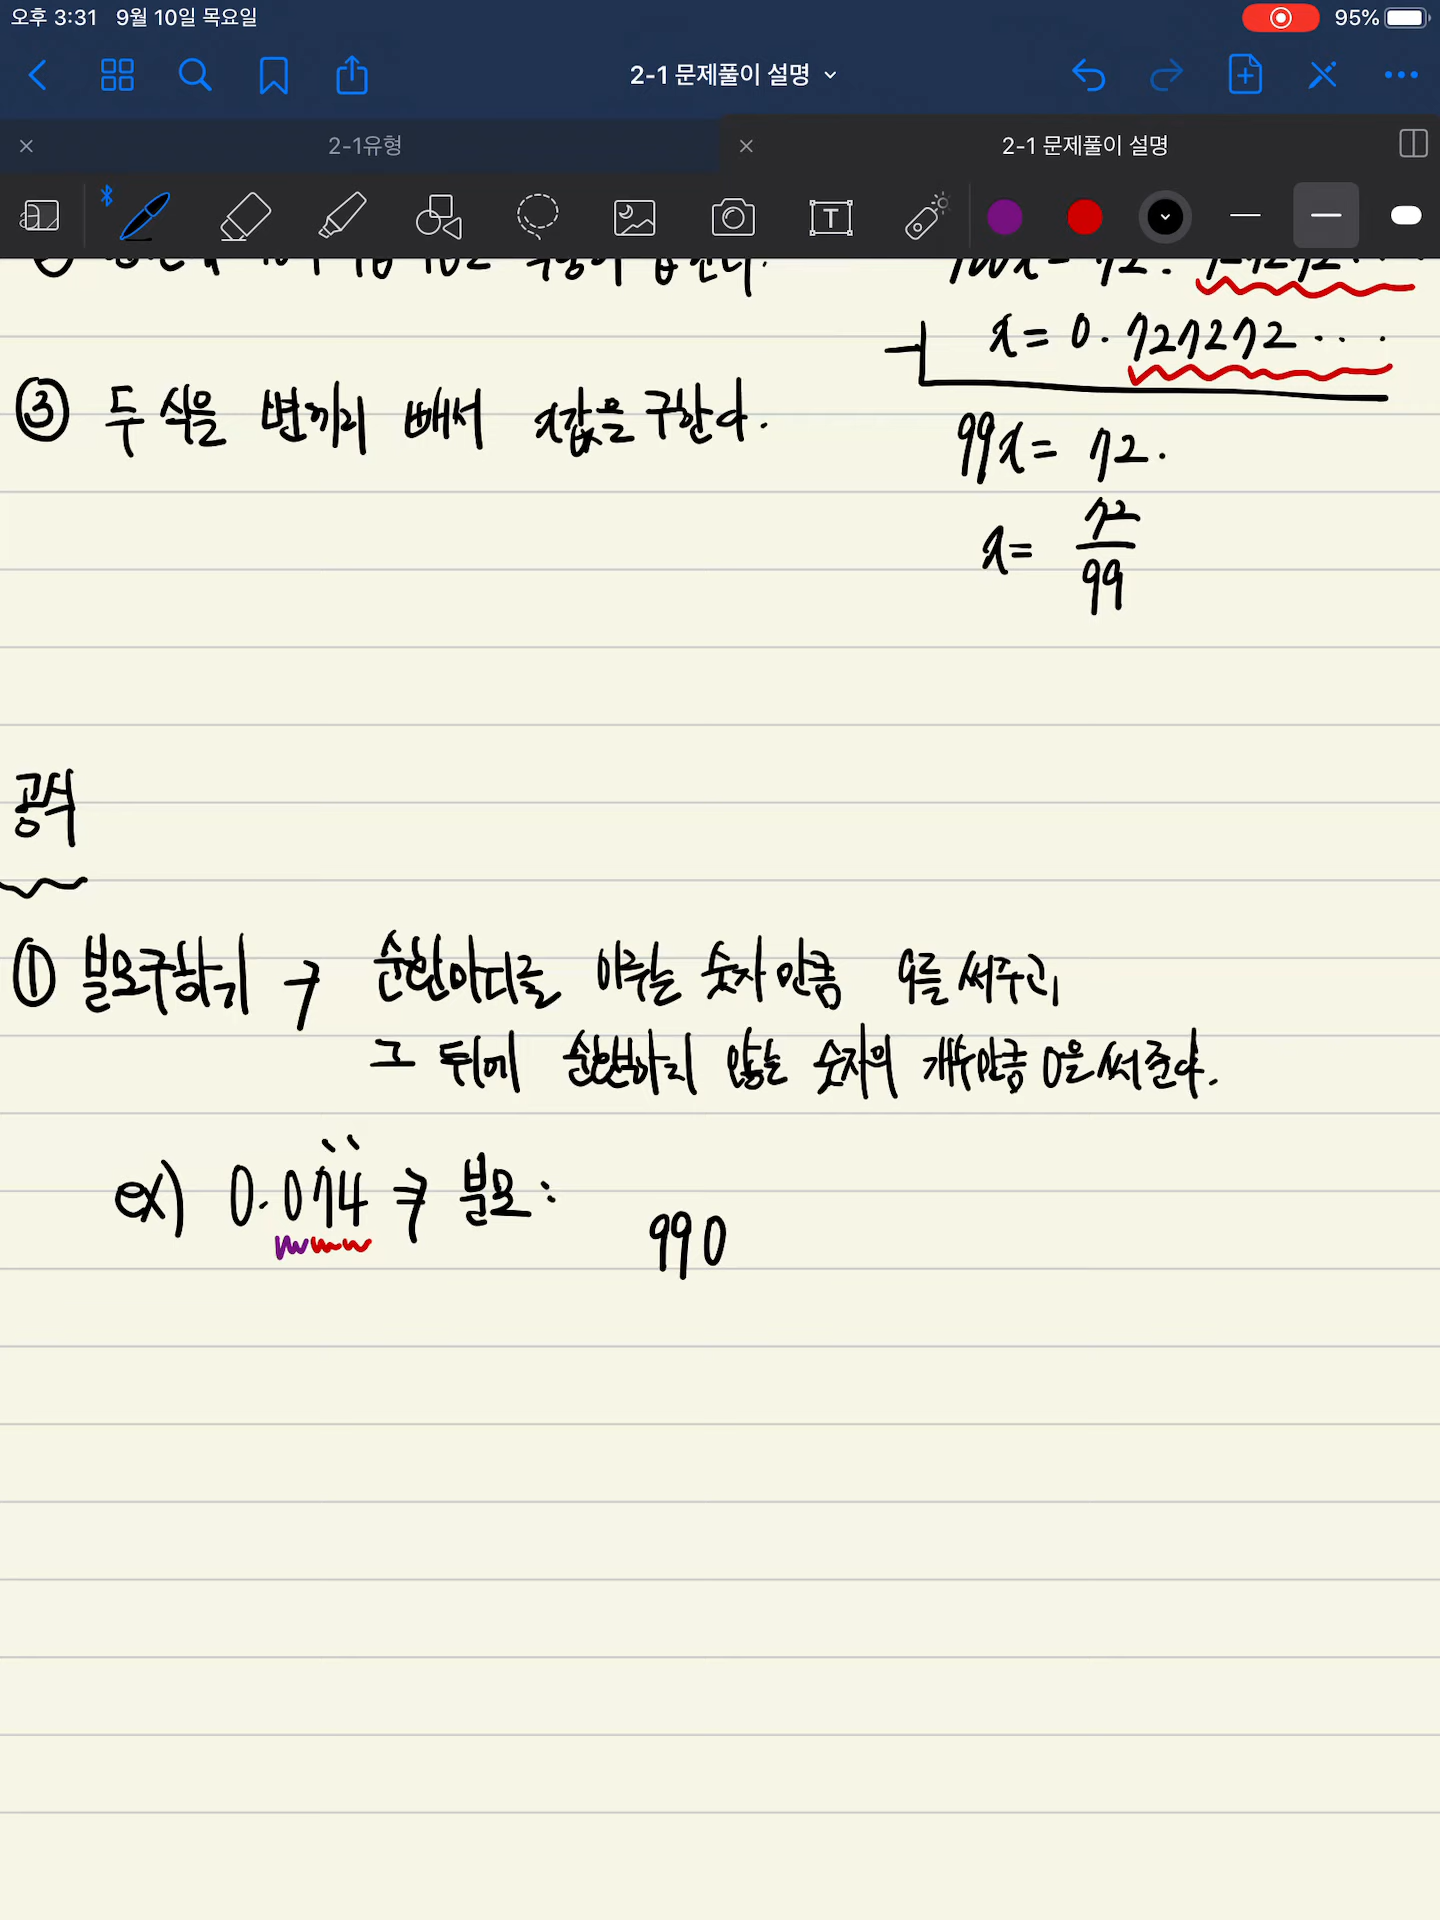 오후 3:31 9월 10일 목요일 95%
2-1 문제풀이 설명
2-1유형 2-1 문제풀이 설명
x = 0.727272····
③ 두 식을 변끼리 빼서 x값을 구한다.
99x = 72.
x = 72/99
공식
① 분모구하기 → 순환마디를 이루는 숫자만큼 9를 써주고,
그 뒤에 순환하지 않는 숫자의 개수만큼 0을 써준다.
ex) 0.07̇4̇ ⇒ 분모 :
990